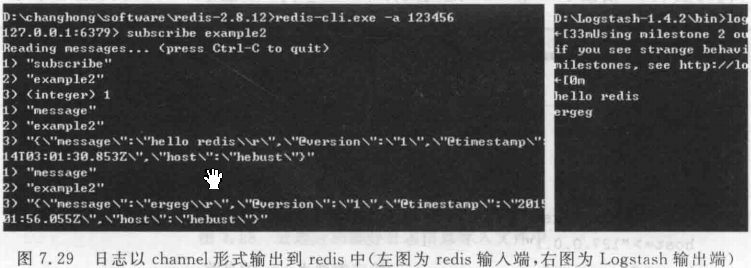 D:\changhong\software\redis-2.8.12>redis-cli.exe -a 123456
127.0.0.1:6379> subscribe example2
Reading messages... (press Ctrl-C to quit)
1) "subscribe"
2) "example2"
3) (integer) 1
1) "message"
2) "example2"
3) "{\"message\":\"hello redis\\r\",\"@version\":\"1\",\"@timestamp\":
14T03:01:30.853Z\",\"host\":\"hebust\"}"
1) "message"
2) "example2"
3) "{\"message\":\"ergeg\\r\",\"@version\":\"1\",\"@timestamp\":\"2015
01:56.055Z\",\"host\":\"hebust\"}"
D:\Logstash-1.4.2\bin>log
←[33mUsing milestone 2 ou
if you see strange behavi
milestones, see http://lo
←[0m
hello redis
ergeg
图 7.29 日志以 channel 形式输出到 redis 中(左图为 redis 输入端,右图为 Logstash 输出端)